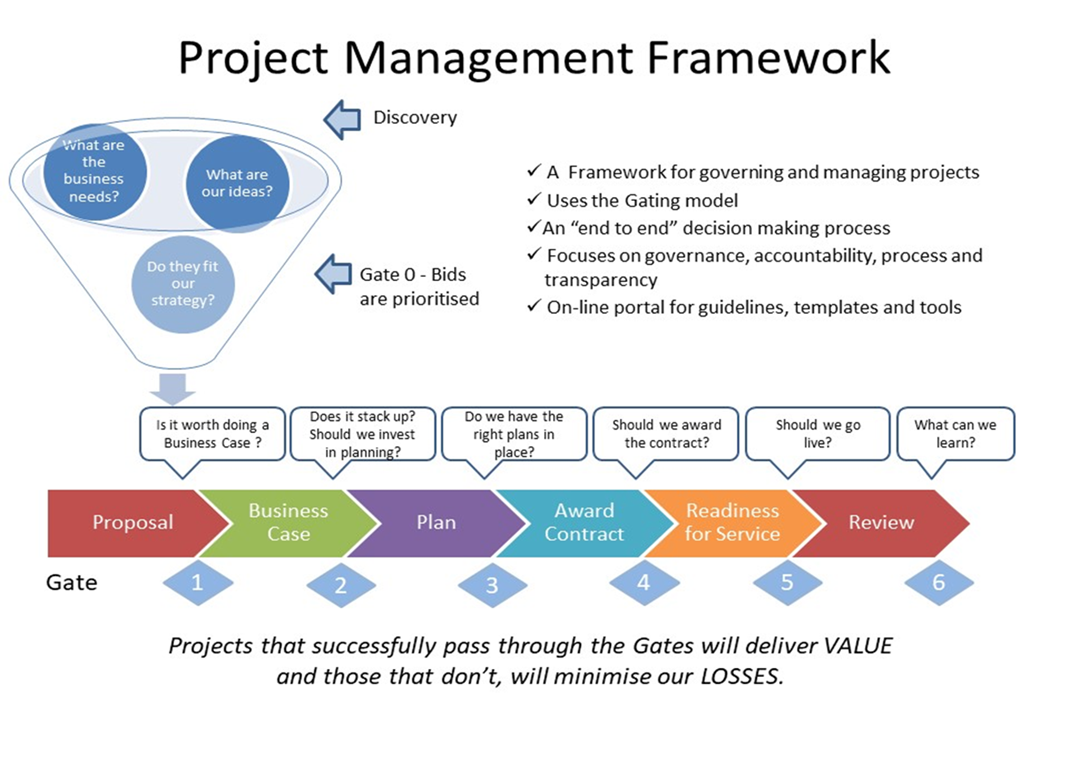 Project Management Framework
Discovery
What are
the
business
needs?
What are
our ideas?
Do they fit
our
strategy?
Gate 0 - Bids
are prioritised
✓ A Framework for governing and managing projects
✓ Uses the Gating model
✓An “end to end” decision making process
✓ Focuses on governance, accountability, process and
transparency
✓ On-line portal for guidelines, templates and tools
Is it worth doing a
Business Case ?
Does it stack up?
Should we invest
in planning?
Do we have the
right plans in
place?
Should we award
the contract?
Should we go
live?
What can we
learn?
Proposal
Business
Case
Plan
Award
Contract
Readiness
for Service
Review
Gate
1
2
3
4
5
6
Projects that successfully pass through the Gates will deliver VALUE
and those that don’t, will minimise our LOSSES.